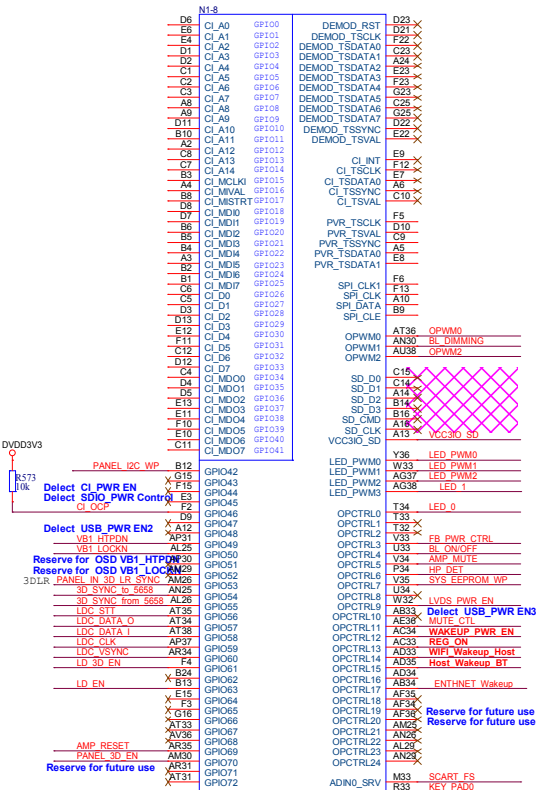 N1-8
D6 CI_A0 GPIO0
E6 CI_A1 GPIO1
E4 CI_A2 GPIO2
D1 CI_A3 GPIO3
D2 CI_A4 GPIO4
C1 CI_A5 GPIO5
C2 CI_A6 GPIO6
C3 CI_A7 GPIO7
A8 CI_A8 GPIO8
A9 CI_A9 GPIO9
D11 CI_A10 GPIO10
B10 CI_A11 GPIO11
A2 CI_A12 GPIO12
C8 CI_A13 GPIO13
C7 CI_A14 GPIO14
B3 CI_MCLKI GPIO15
A4 CI_MIVAL GPIO16
B8 CI_MISTRT GPIO17
D8 CI_MDI0 GPIO18
D7 CI_MDI1 GPIO19
B6 CI_MDI2 GPIO20
B5 CI_MDI3 GPIO21
B4 CI_MDI4 GPIO22
A3 CI_MDI5 GPIO23
B2 CI_MDI6 GPIO24
B1 CI_MDI7 GPIO25
C6 CI_D0 GPIO26
C5 CI_D1 GPIO27
D3 CI_D2 GPIO28
D13 CI_D3 GPIO29
E12 CI_D4 GPIO30
F11 CI_D5 GPIO31
C12 CI_D6 GPIO32
D12 CI_D7 GPIO33
C4 CI_MDO0 GPIO34
D4 CI_MDO1 GPIO35
D5 CI_MDO2 GPIO36
E13 CI_MDO3 GPIO37
E11 CI_MDO4 GPIO38
F10 CI_MDO5 GPIO39
E10 CI_MDO6 GPIO40
C11 CI_MDO7 GPIO41
DVDD3V3
R573
10k
PANEL_I2C_WP B12 GPIO42
G15 GPIO43
Delect CI_PWR EN F15 GPIO44
Delect SDIO_PWR Control E3 GPIO45
CI_OCP F2 GPIO46
D9 GPIO47
Delect USB_PWR EN2 A12 GPIO48
VB1_HTPDN AP31 GPIO49
VB1_LOCKN AL25 GPIO50
Reserve for OSD VB1_HTPDN AP30 GPIO51
Reserve for OSD VB1_LOCKN AM29 GPIO52
3DLR PANEL_IN_3D_LR_SYNC AM26 GPIO53
3D_SYNC_to_5658 AN25 GPIO54
3D_SYNC_from_5658 AL26 GPIO55
LDC_STT AT35 GPIO56
LDC_DATA_O AT34 GPIO57
LDC_DATA_I AT38 GPIO58
LDC_CLK AP37 GPIO59
LDC_VSYNC AR34 GPIO60
LD 3D EN F4 GPIO61
B24 GPIO62
LD_EN B13 GPIO63
E15 GPIO64
F3 GPIO65
G16 GPIO66
AT33 GPIO67
AV36 GPIO68
AMP_RESET AR35 GPIO69
PANEL_3D_EN AM30 GPIO70
Reserve for future use AR31 GPIO71
AT31 GPIO72
DEMOD_RST D23
DEMOD_TSCLK D21
DEMOD_TSDATA0 F22
DEMOD_TSDATA1 C23
DEMOD_TSDATA2 A24
DEMOD_TSDATA3 E23
DEMOD_TSDATA4 F23
DEMOD_TSDATA5 G23
DEMOD_TSDATA6 C25
DEMOD_TSDATA7 G25
DEMOD_TSSYNC D22
DEMOD_TSVAL E22
CI_INT E9
CI_TSCLK F12
CI_TSDATA0 E7
CI_TSSYNC A6
CI_TSVAL C10
PVR_TSCLK F5
PVR_TSVAL D10
PVR_TSSYNC C9
PVR_TSDATA0 A5
PVR_TSDATA1 E8
SPI_CLK1 F6
SPI_CLK F13
SPI_DATA A10
SPI_CLE B9
OPWM0 AT36 OPWM0
OPWM1 AN30 BL_DIMMING
OPWM2 AU38 OPWM2
SD_D0 C15
SD_D1 C14
SD_D2 A14
SD_D3 B14
SD_CMD B16
SD_CLK A16
VCC3IO_SD A13 VCC3IO_SD
LED_PWM0 Y36 LED_PWM0
LED_PWM1 W33 LED_PWM1
LED_PWM2 AG37 LED_PWM2
LED_PWM3 AG38 LED_1
OPCTRL0 T34 LED_0
OPCTRL1 T33
OPCTRL2 T32
OPCTRL3 V33 FB_PWR_CTRL
OPCTRL4 U33 BL_ON/OFF
OPCTRL5 V34 AMP_MUTE
OPCTRL6 P34 HP_DET
OPCTRL7 V35 SYS_EEPROM_WP
OPCTRL8 U34
OPCTRL9 W32 LVDS_PWR_EN
OPCTRL10 AB33 Delect USB_PWR EN3
OPCTRL11 AE36 MUTE_CTL
OPCTRL12 AC34 WAKEUP_PWR_EN
OPCTRL13 AC33 REG_ON
OPCTRL14 AD33 WIFI_Wakeup_Host
OPCTRL15 AD35 Host_Wakeup_BT
OPCTRL16 AD34
OPCTRL17 AB34 ENTHNET_Wakeup
OPCTRL18 AF35
OPCTRL19 AF34 Reserve for future use
OPCTRL20 AF36 Reserve for future use
OPCTRL21 AM25
OPCTRL22 AN26
OPCTRL23 AL29
OPCTRL24 AN29
ADIN0_SRV M33 SCART_FS
R33 KEY_PAD0